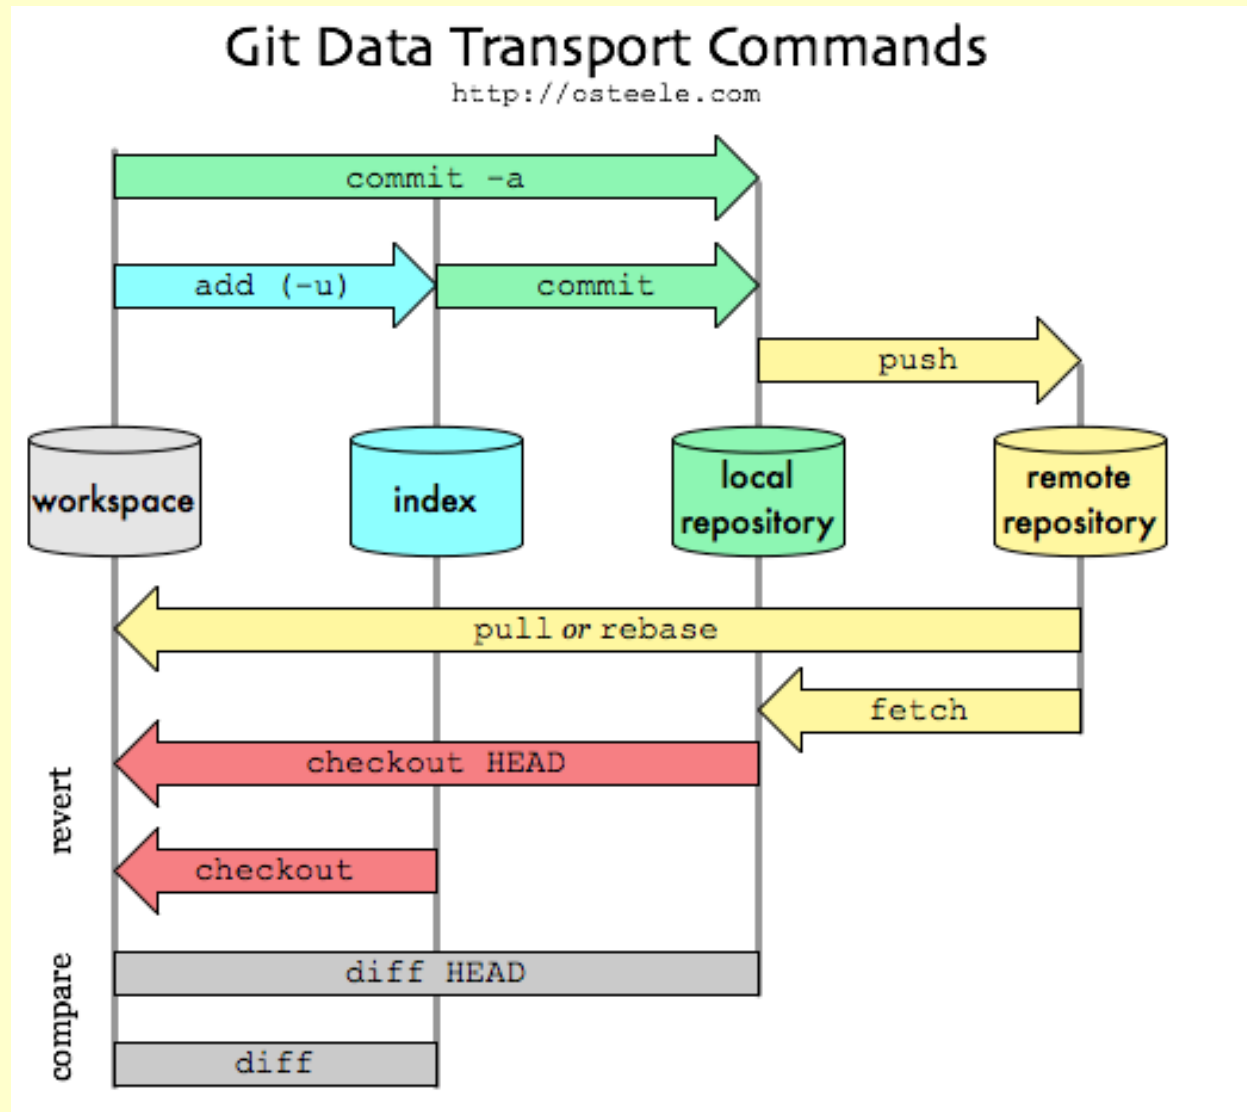 Git Data Transport Commands
http://osteele.com
commit -a
add (-u)
commit
push
workspace
index
local
repository
remote
repository
pull or rebase
fetch
revert
checkout HEAD
checkout
compare
diff HEAD
diff